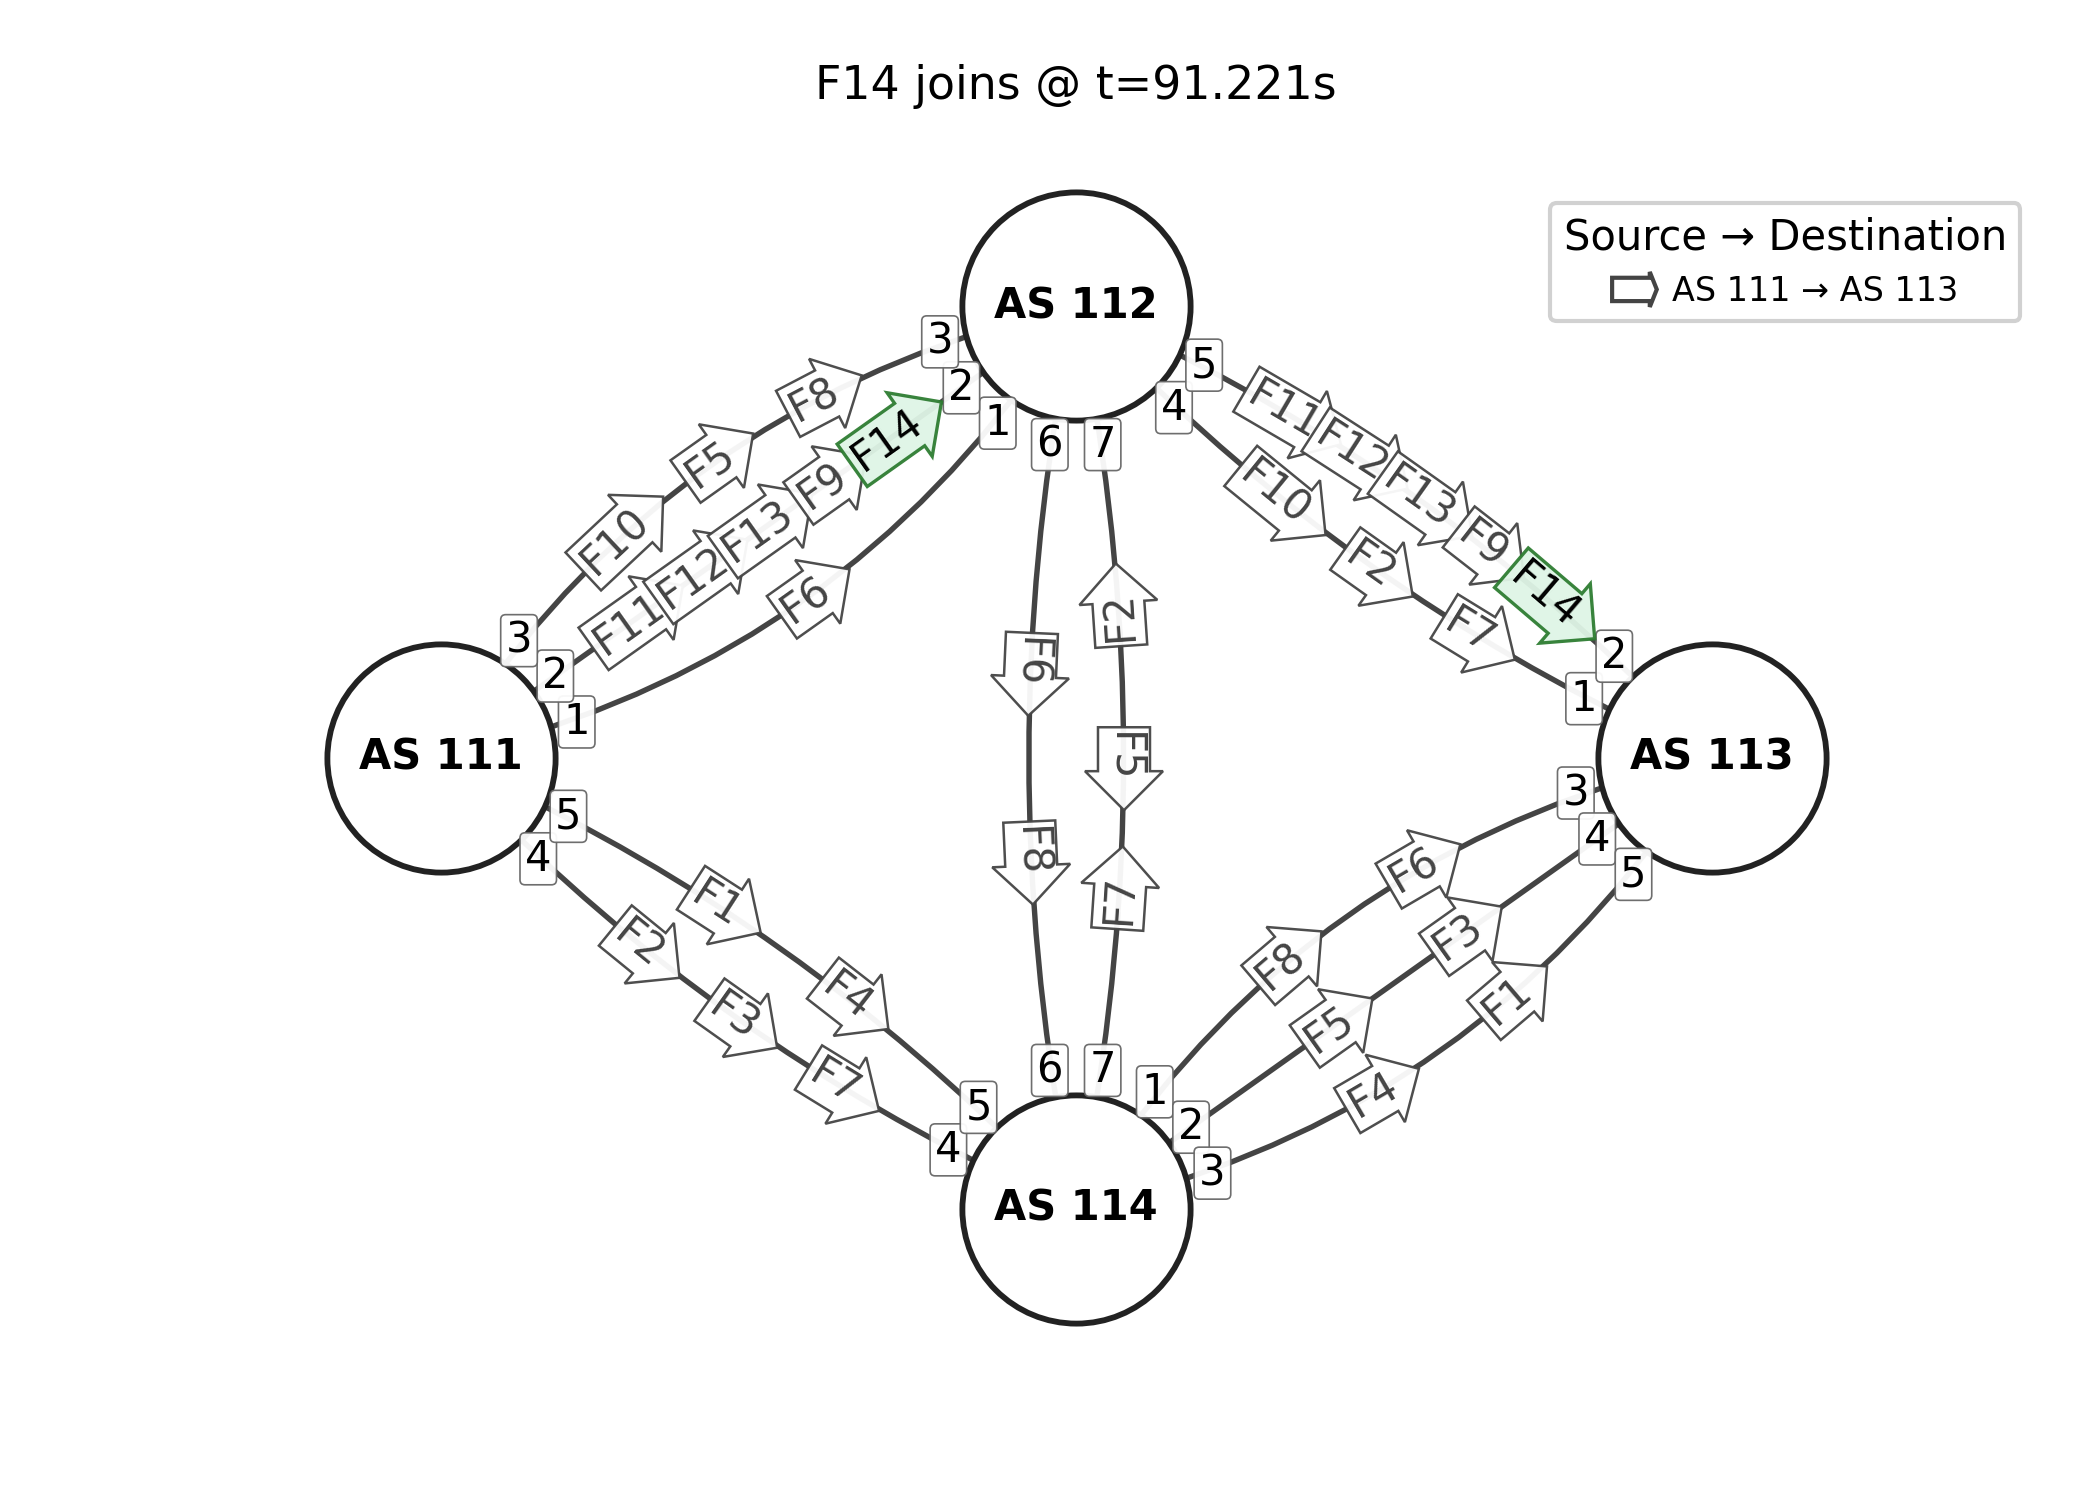 F14 joins @ t=91.221s
Source → Destination
AS 111 → AS 113
AS 112
3
2
1
6
7
4
5
F8
F5
F10
F14
F9
F13
F12
F11
F6
F11
F12
F13
F9
F14
F10
F2
F7
3
2
1
AS 111
5
4
2
1
AS 113
3
4
5
F6
F8
F2
F5
F7
F1
F4
F2
F3
F7
F6
F8
F3
F5
F1
F4
5
4
6
7
1
2
3
AS 114